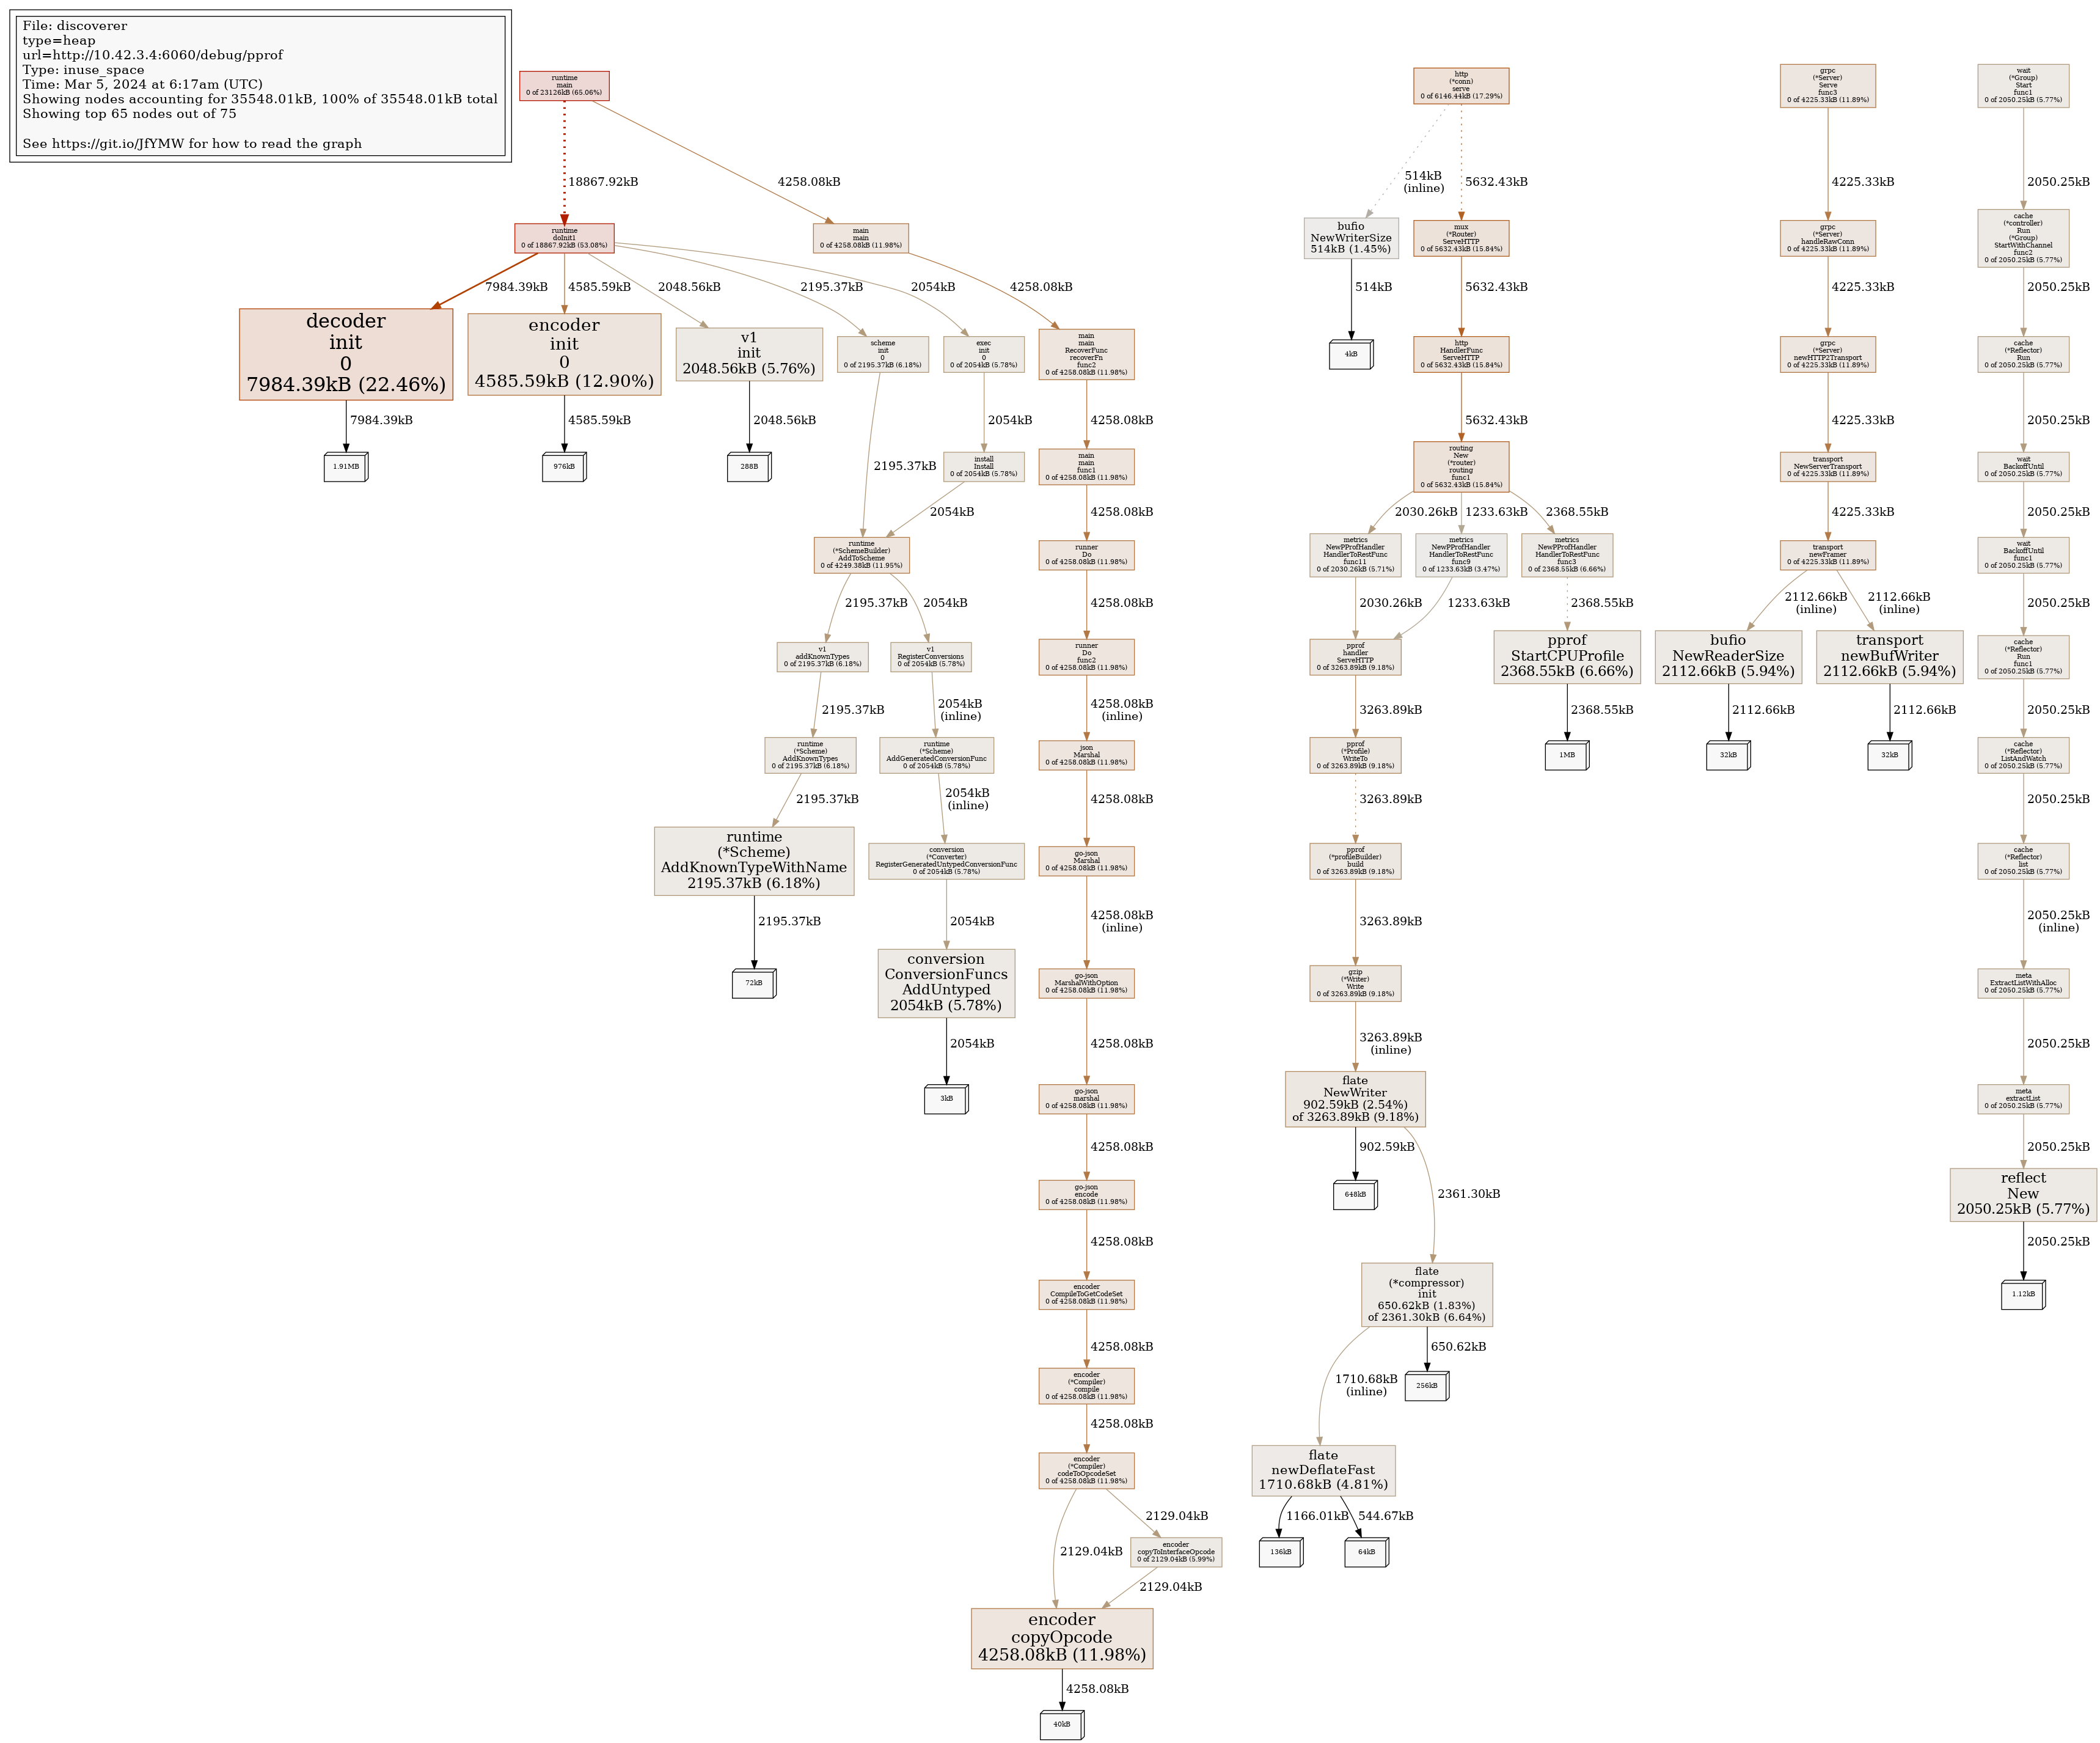 File: discoverer
type=heap
url=http://10.42.3.4:6060/debug/pprof
Type: inuse_space
Time: Mar 5, 2024 at 6:17am (UTC)
Showing nodes accounting for 35548.01kB, 100% of 35548.01kB total
Showing top 65 nodes out of 75
See https://git.io/JfYMW for how to read the graph
runtime
main
0 of 23126kB (65.06%)
18867.92kB
4258.08kB
runtime
doInit1
0 of 18867.92kB (53.08%)
main
main
0 of 4258.08kB (11.98%)
7984.39kB
4585.59kB
2048.56kB
2195.37kB
2054kB
4258.08kB
decoder
init
0
7984.39kB (22.46%)
7984.39kB
1.91MB
encoder
init
0
4585.59kB (12.90%)
4585.59kB
976kB
v1
init
2048.56kB (5.76%)
2048.56kB
288B
scheme
init
0
0 of 2195.37kB (6.18%)
2195.37kB
exec
init
0
0 of 2054kB (5.78%)
2054kB
install
Install
0 of 2054kB (5.78%)
2054kB
runtime
(*SchemeBuilder)
AddToScheme
0 of 4249.38kB (11.95%)
2195.37kB
2054kB
v1
addKnownTypes
0 of 2195.37kB (6.18%)
2195.37kB
v1
RegisterConversions
0 of 2054kB (5.78%)
2054kB
(inline)
runtime
(*Scheme)
AddKnownTypes
0 of 2195.37kB (6.18%)
2195.37kB
runtime
(*Scheme)
AddGeneratedConversionFunc
0 of 2054kB (5.78%)
2054kB
(inline)
runtime
(*Scheme)
AddKnownTypeWithName
2195.37kB (6.18%)
2195.37kB
72kB
conversion
(*Converter)
RegisterGeneratedUntypedConversionFunc
0 of 2054kB (5.78%)
2054kB
conversion
ConversionFuncs
AddUntyped
2054kB (5.78%)
2054kB
3kB
main
main
RecoverFunc
recoverFn
func2
0 of 4258.08kB (11.98%)
4258.08kB
main
main
func1
0 of 4258.08kB (11.98%)
4258.08kB
runner
Do
0 of 4258.08kB (11.98%)
4258.08kB
runner
Do
func2
0 of 4258.08kB (11.98%)
4258.08kB
(inline)
json
Marshal
0 of 4258.08kB (11.98%)
4258.08kB
go-json
Marshal
0 of 4258.08kB (11.98%)
4258.08kB
(inline)
go-json
MarshalWithOption
0 of 4258.08kB (11.98%)
4258.08kB
go-json
marshal
0 of 4258.08kB (11.98%)
4258.08kB
go-json
encode
0 of 4258.08kB (11.98%)
4258.08kB
encoder
CompileToGetCodeSet
0 of 4258.08kB (11.98%)
4258.08kB
encoder
(*Compiler)
compile
0 of 4258.08kB (11.98%)
4258.08kB
encoder
(*Compiler)
codeToOpcodeSet
0 of 4258.08kB (11.98%)
2129.04kB
2129.04kB
encoder
copyToInterfaceOpcode
0 of 2129.04kB (5.99%)
2129.04kB
encoder
copyOpcode
4258.08kB (11.98%)
4258.08kB
40kB
http
(*conn)
serve
0 of 6146.44kB (17.29%)
514kB
(inline)
5632.43kB
bufio
NewWriterSize
514kB (1.45%)
514kB
4kB
mux
(*Router)
ServeHTTP
0 of 5632.43kB (15.84%)
5632.43kB
http
HandlerFunc
ServeHTTP
0 of 5632.43kB (15.84%)
5632.43kB
routing
New
(*router)
routing
func1
0 of 5632.43kB (15.84%)
2030.26kB
1233.63kB
2368.55kB
metrics
NewPProfHandler
HandlerToRestFunc
func11
0 of 2030.26kB (5.71%)
2030.26kB
metrics
NewPProfHandler
HandlerToRestFunc
func9
0 of 1233.63kB (3.47%)
1233.63kB
metrics
NewPProfHandler
HandlerToRestFunc
func3
0 of 2368.55kB (6.66%)
2368.55kB
pprof
handler
ServeHTTP
0 of 3263.89kB (9.18%)
3263.89kB
pprof
StartCPUProfile
2368.55kB (6.66%)
2368.55kB
1MB
pprof
(*Profile)
WriteTo
0 of 3263.89kB (9.18%)
3263.89kB
pprof
(*profileBuilder)
build
0 of 3263.89kB (9.18%)
3263.89kB
gzip
(*Writer)
Write
0 of 3263.89kB (9.18%)
3263.89kB
(inline)
flate
NewWriter
902.59kB (2.54%)
of 3263.89kB (9.18%)
902.59kB
648kB
2361.30kB
flate
(*compressor)
init
650.62kB (1.83%)
of 2361.30kB (6.64%)
1710.68kB
(inline)
650.62kB
256kB
flate
newDeflateFast
1710.68kB (4.81%)
1166.01kB
544.67kB
136kB
64kB
grpc
(*Server)
Serve
func3
0 of 4225.33kB (11.89%)
4225.33kB
grpc
(*Server)
handleRawConn
0 of 4225.33kB (11.89%)
4225.33kB
grpc
(*Server)
newHTTP2Transport
0 of 4225.33kB (11.89%)
4225.33kB
transport
NewServerTransport
0 of 4225.33kB (11.89%)
4225.33kB
transport
newFramer
0 of 4225.33kB (11.89%)
2112.66kB
(inline)
2112.66kB
(inline)
bufio
NewReaderSize
2112.66kB (5.94%)
2112.66kB
32kB
transport
newBufWriter
2112.66kB (5.94%)
2112.66kB
32kB
wait
(*Group)
Start
func1
0 of 2050.25kB (5.77%)
2050.25kB
cache
(*controller)
Run
(*Group)
StartWithChannel
func2
0 of 2050.25kB (5.77%)
2050.25kB
cache
(*Reflector)
Run
0 of 2050.25kB (5.77%)
2050.25kB
wait
BackoffUntil
0 of 2050.25kB (5.77%)
2050.25kB
wait
BackoffUntil
func1
0 of 2050.25kB (5.77%)
2050.25kB
cache
(*Reflector)
Run
func1
0 of 2050.25kB (5.77%)
2050.25kB
cache
(*Reflector)
ListAndWatch
0 of 2050.25kB (5.77%)
2050.25kB
cache
(*Reflector)
list
0 of 2050.25kB (5.77%)
2050.25kB
(inline)
meta
ExtractListWithAlloc
0 of 2050.25kB (5.77%)
2050.25kB
meta
extractList
0 of 2050.25kB (5.77%)
2050.25kB
reflect
New
2050.25kB (5.77%)
2050.25kB
1.12kB